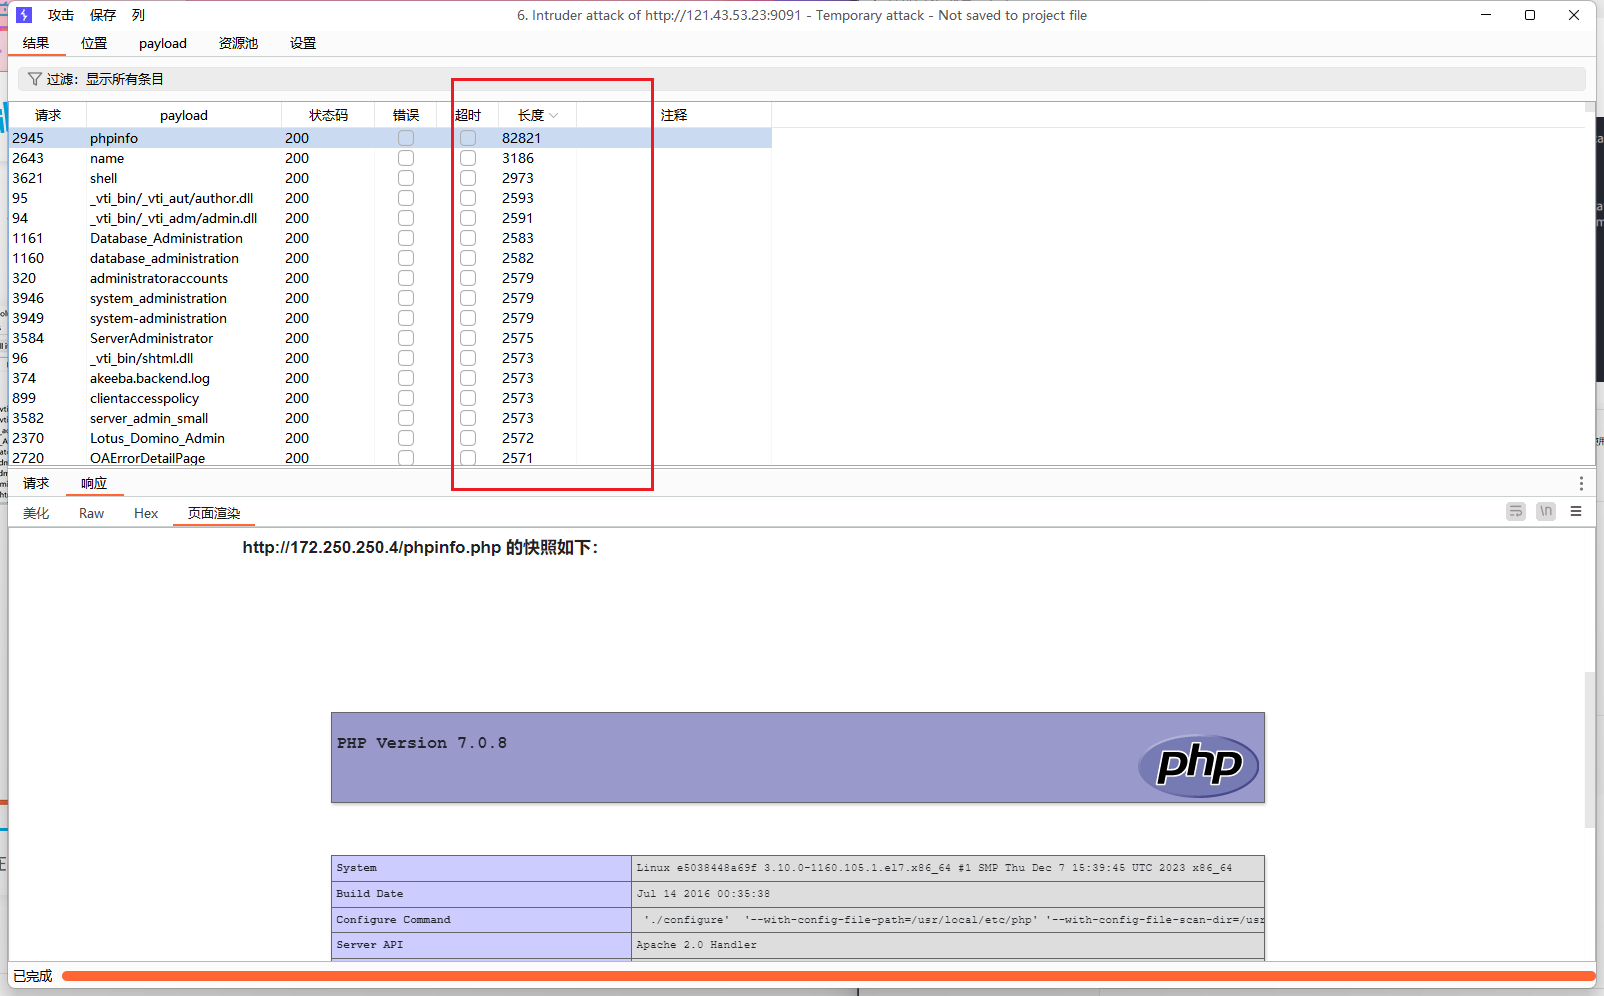 攻击 保存 列 6. Intruder attack of http://121.43.53.23:9091 - Temporary attack - Not saved to project file
结果 位置 payload 资源池 设置
过滤：显示所有条目
请求 payload 状态码 错误 超时 长度 注释
2945 phpinfo 200 82821
2643 name 200 3186
3621 shell 200 2973
95 _vti_bin/_vti_aut/author.dll 200 2593
94 _vti_bin/_vti_adm/admin.dll 200 2591
1161 Database_Administration 200 2583
1160 database_administration 200 2582
320 administratoraccounts 200 2579
3946 system_administration 200 2579
3949 system-administration 200 2579
3584 ServerAdministrator 200 2575
96 _vti_bin/shtml.dll 200 2573
374 akeeba.backend.log 200 2573
899 clientaccesspolicy 200 2573
3582 server_admin_small 200 2573
2370 Lotus_Domino_Admin 200 2572
2720 OAErrorDetailPage 200 2571
请求 响应
美化 Raw Hex 页面渲染 \n
http://172.250.250.4/phpinfo.php 的快照如下：
PHP Version 7.0.8
php
System Linux e5038448a69f 3.10.0-1160.105.1.el7.x86_64 #1 SMP Thu Dec 7 15:39:45 UTC 2023 x86_64
Build Date Jul 14 2016 00:35:38
Configure Command './configure' '--with-config-file-path=/usr/local/etc/php' '--with-config-file-scan-dir=/usr
Server API Apache 2.0 Handler
已完成